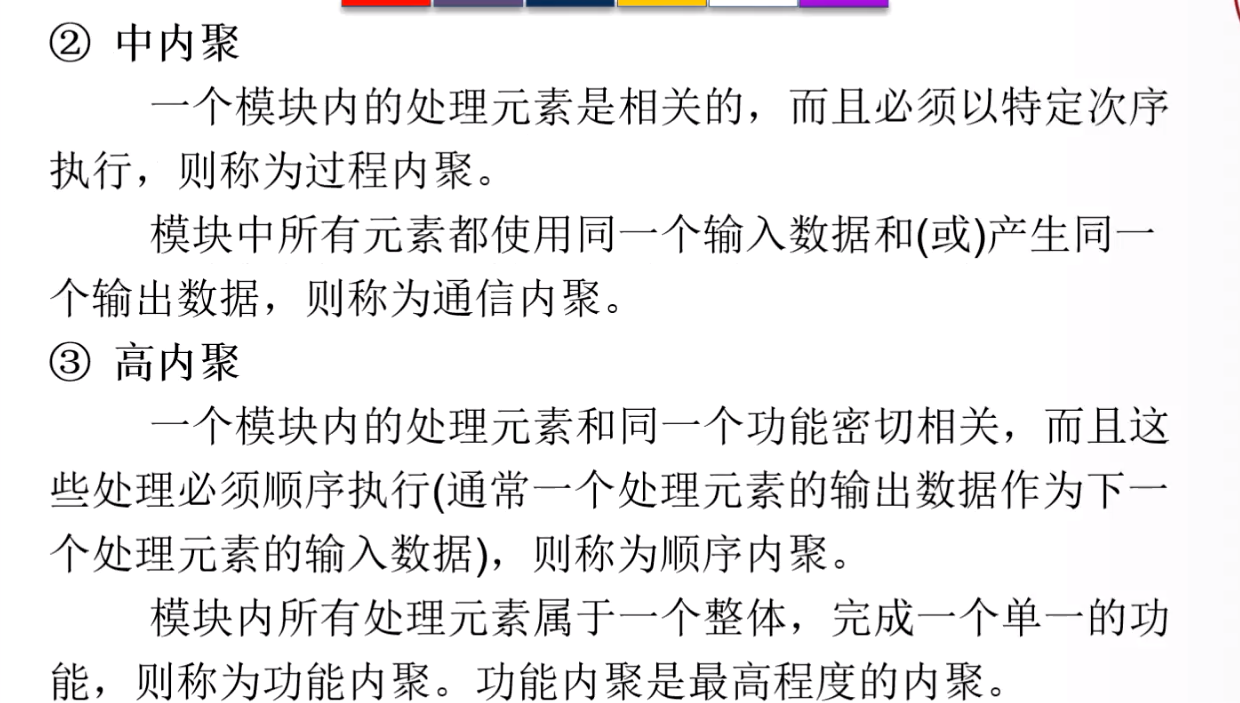 ② 中内聚
一个模块内的处理元素是相关的，而且必须以特定次序
执行，则称为过程内聚。
模块中所有元素都使用同一个输入数据和(或)产生同一
个输出数据，则称为通信内聚。
③ 高内聚
一个模块内的处理元素和同一个功能密切相关，而且这
些处理必须顺序执行(通常一个处理元素的输出数据作为下一
个处理元素的输入数据)，则称为顺序内聚。
模块内所有处理元素属于一个整体，完成一个单一的功
能，则称为功能内聚。功能内聚是最高程度的内聚。